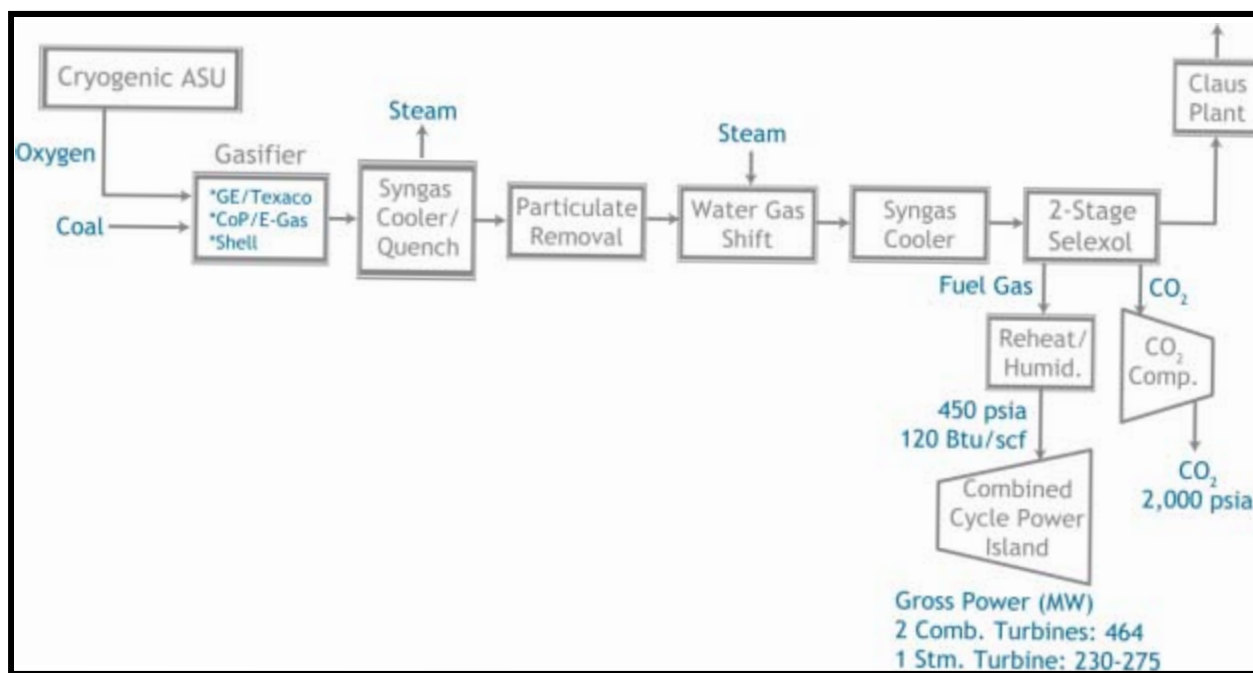 Cryogenic ASU
Oxygen
Coal
Gasifier
*GE/Texaco
*CoP/E-Gas
*Shell
Steam
Syngas
Cooler/
Quench
Particulate
Removal
Steam
Water Gas
Shift
Syngas
Cooler
2-Stage
Selexol
Claus
Plant
Fuel Gas
CO₂
Reheat/
Humid.
CO₂
Comp.
450 psia
120 Btu/scf
CO₂
2,000 psia
Combined
Cycle Power
Island
Gross Power (MW)
2 Comb. Turbines: 464
1 Stm. Turbine: 230-275